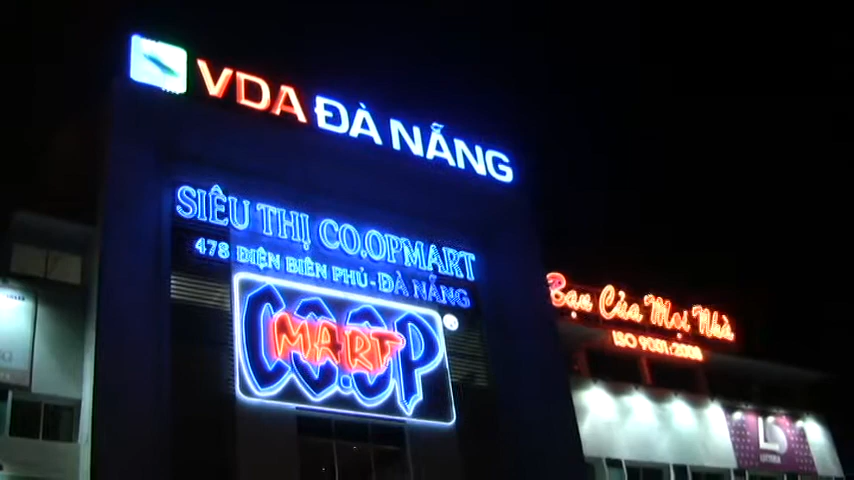 VDA ĐÀ NẴNG
SIÊU THỊ CO.OPMART
478 ĐIỆN BIÊN PHỦ-ĐÀ NẴNG
CO.OP
MART
Bạn Của Mọi Nhà
ISO 9001:2008
LOTTERIA